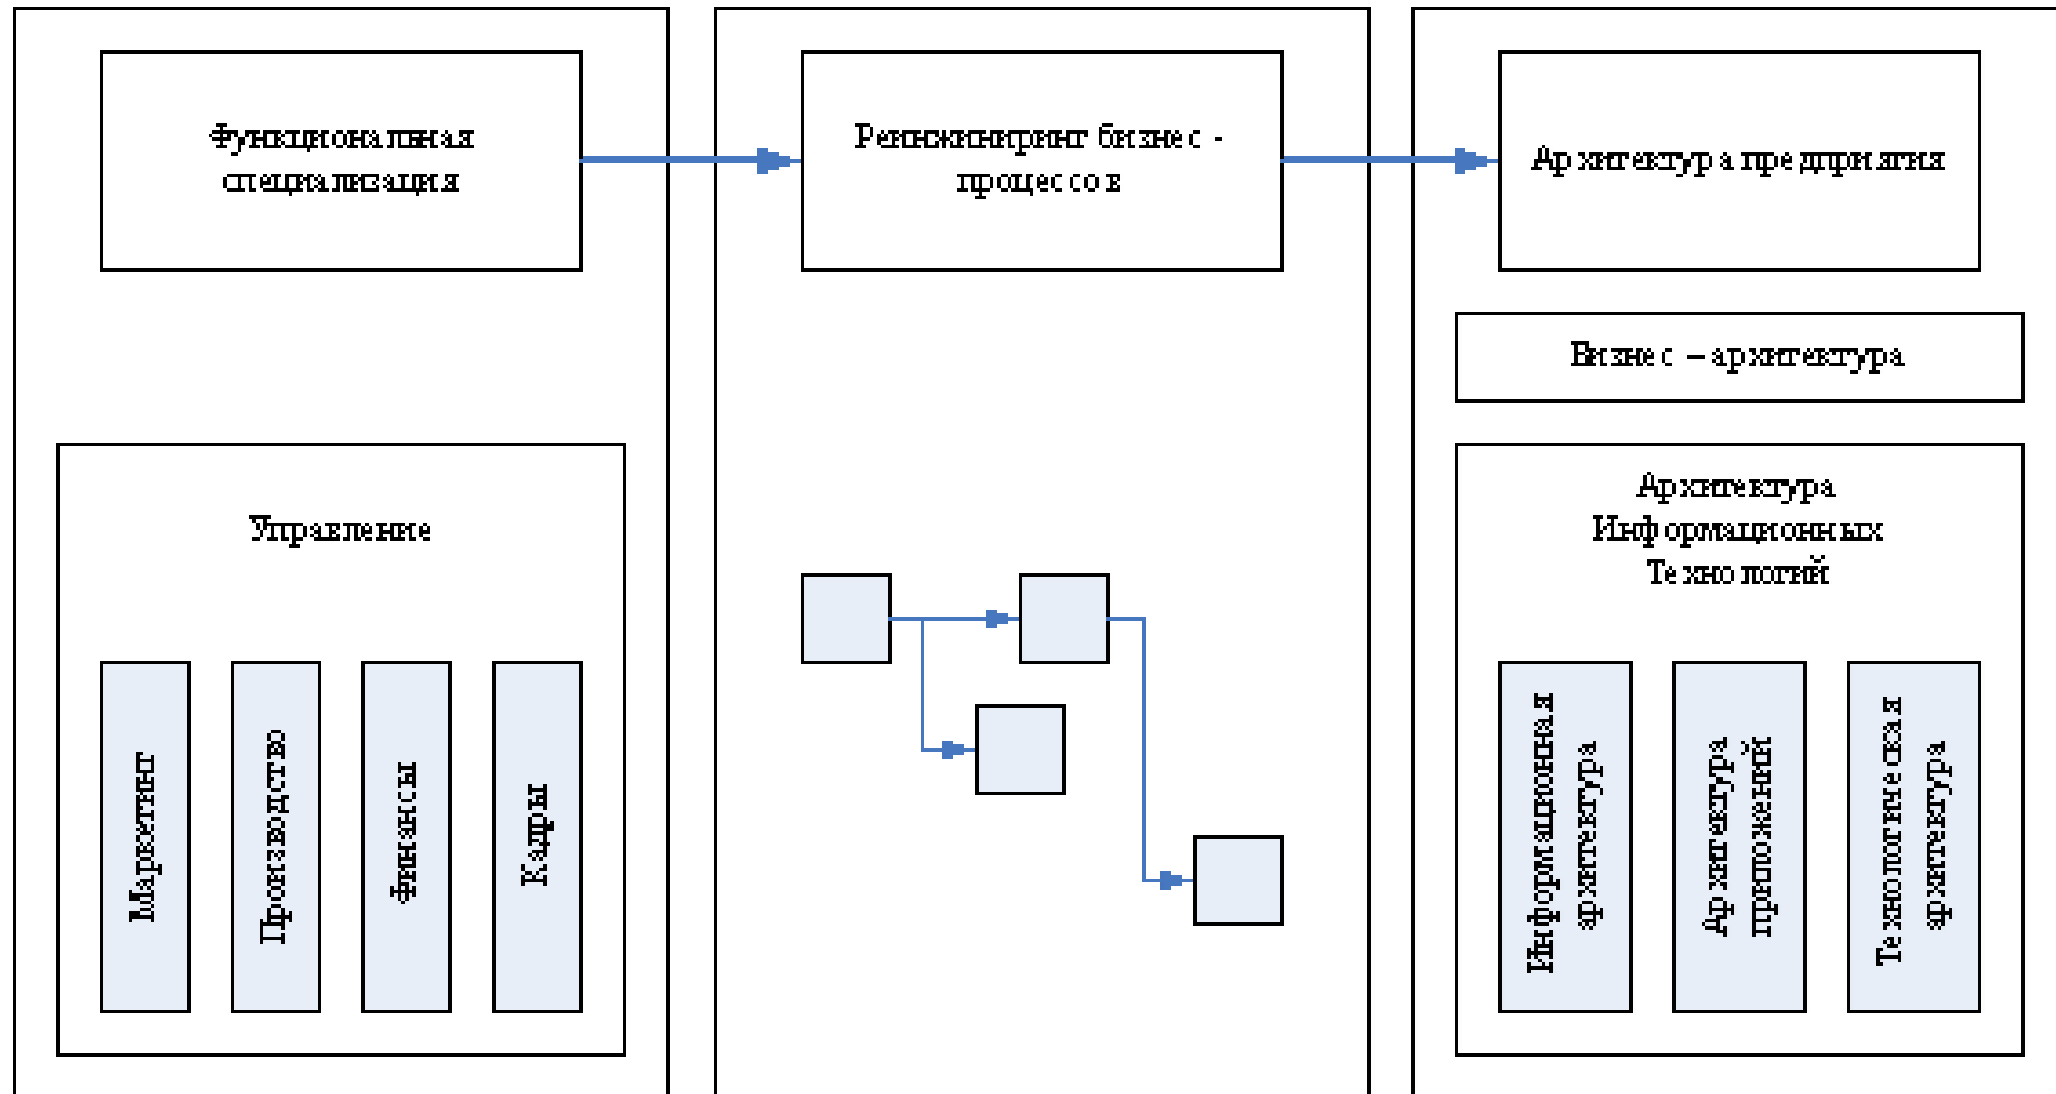 Функциональная
специализация
Реинжиниринг бизнес -
процессов
Архитектура предприятия
Бизнес – архитектура
Управление
Маркетинг
Производство
Финансы
Кадры
Архитектура
Информационных
Технологий
Информационная
архитектура
Архитектура
приложений
Технологическая
архитектура